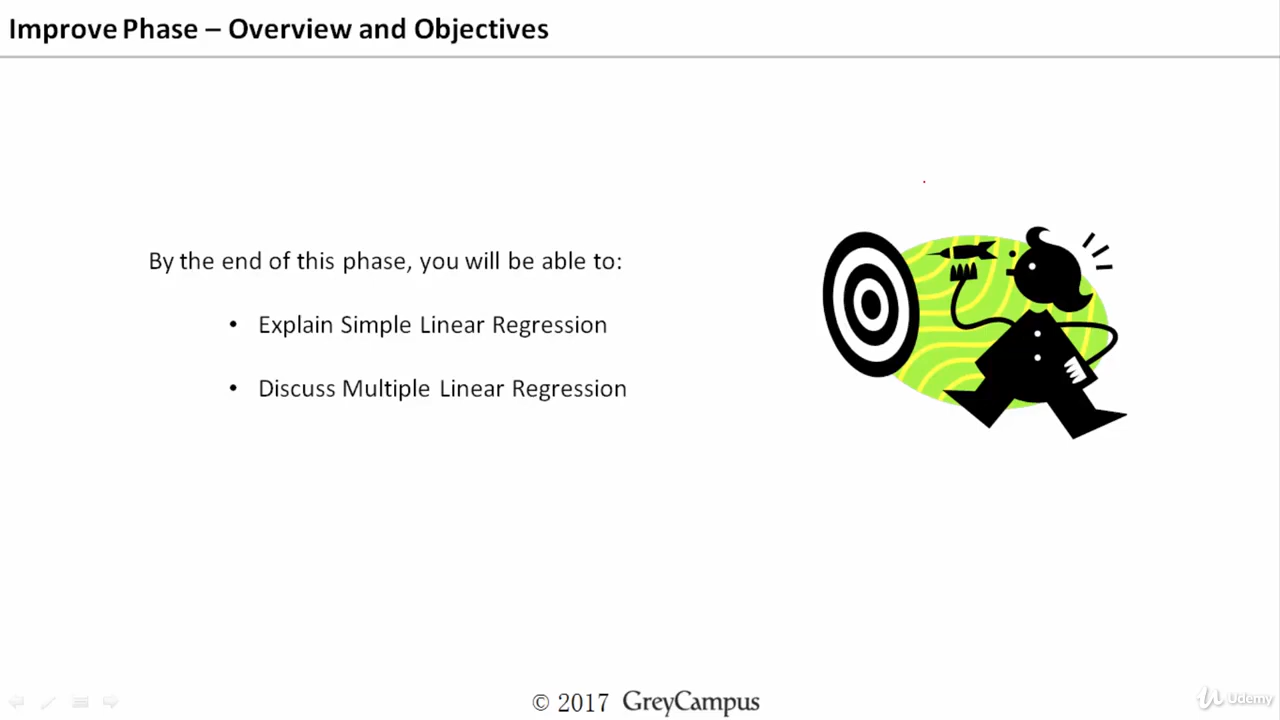 Improve Phase – Overview and Objectives
By the end of this phase, you will be able to:
• Explain Simple Linear Regression
• Discuss Multiple Linear Regression
© 2017 GreyCampus
Udemy